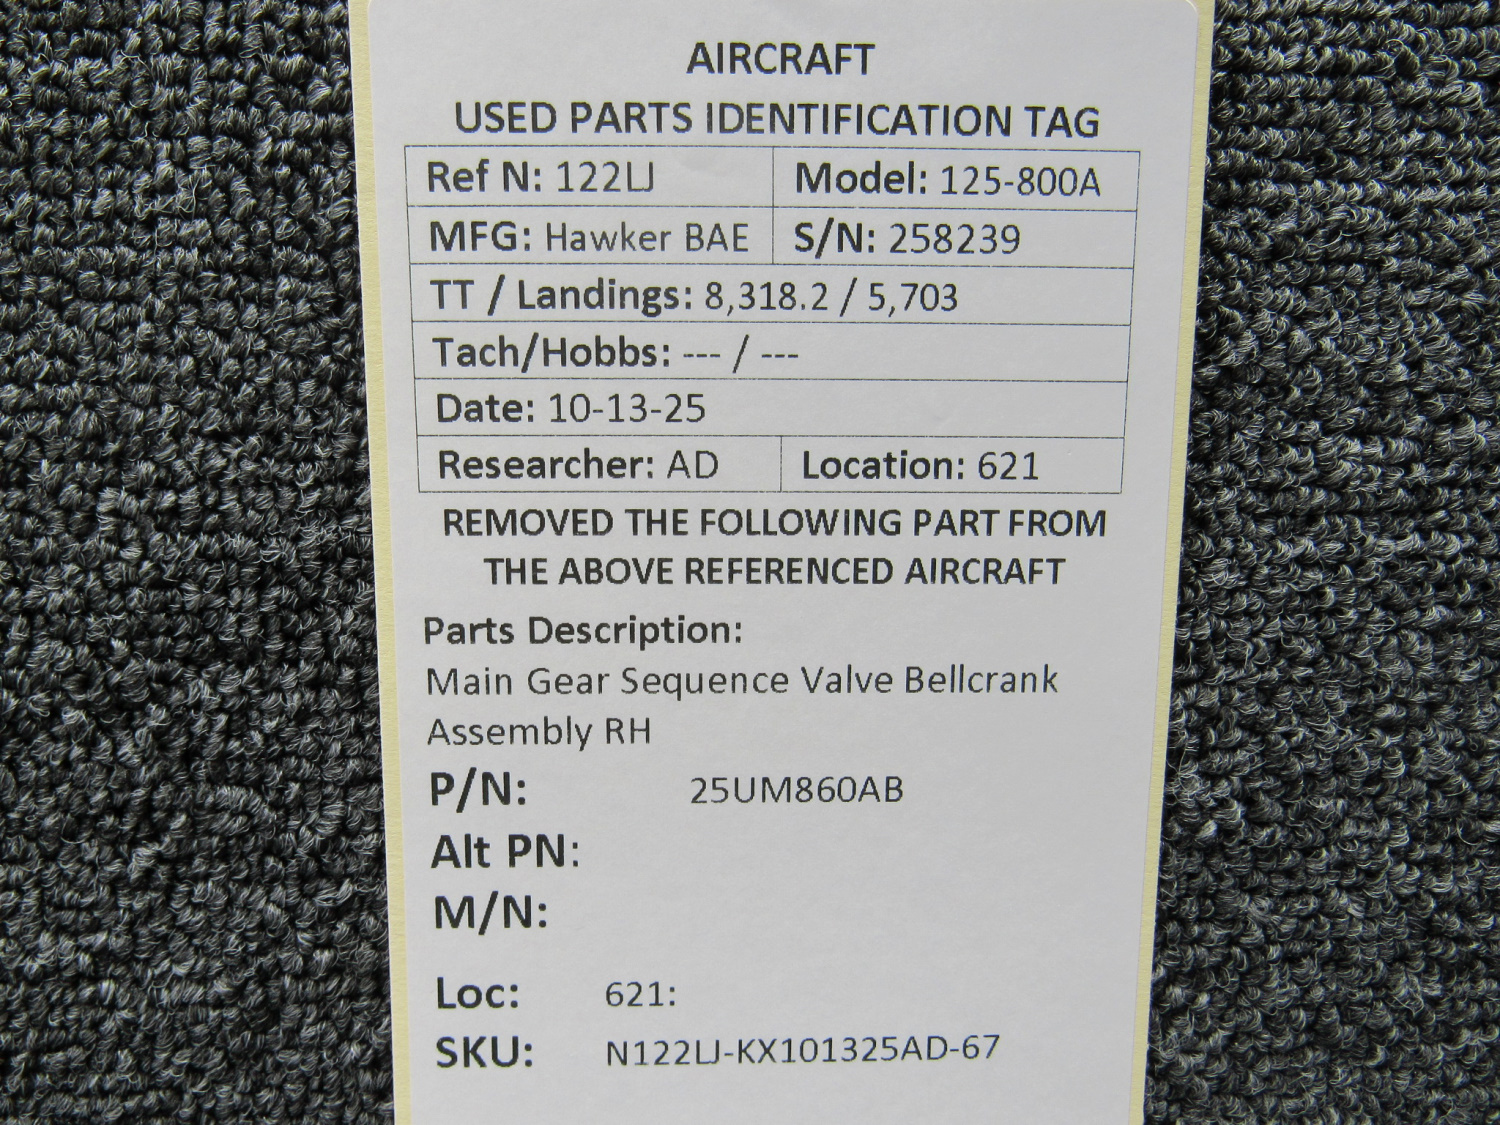 AIRCRAFT
USED PARTS IDENTIFICATION TAG
Ref N: 122LJ Model: 125-800A
MFG: Hawker BAE S/N: 258239
TT / Landings: 8,318.2 / 5,703
Tach/Hobbs: --- / ---
Date: 10-13-25
Researcher: AD Location: 621
REMOVED THE FOLLOWING PART FROM
THE ABOVE REFERENCED AIRCRAFT
Parts Description:
Main Gear Sequence Valve Bellcrank
Assembly RH
P/N: 25UM860AB
Alt PN:
M/N:
Loc: 621:
SKU: N122LJ-KX101325AD-67